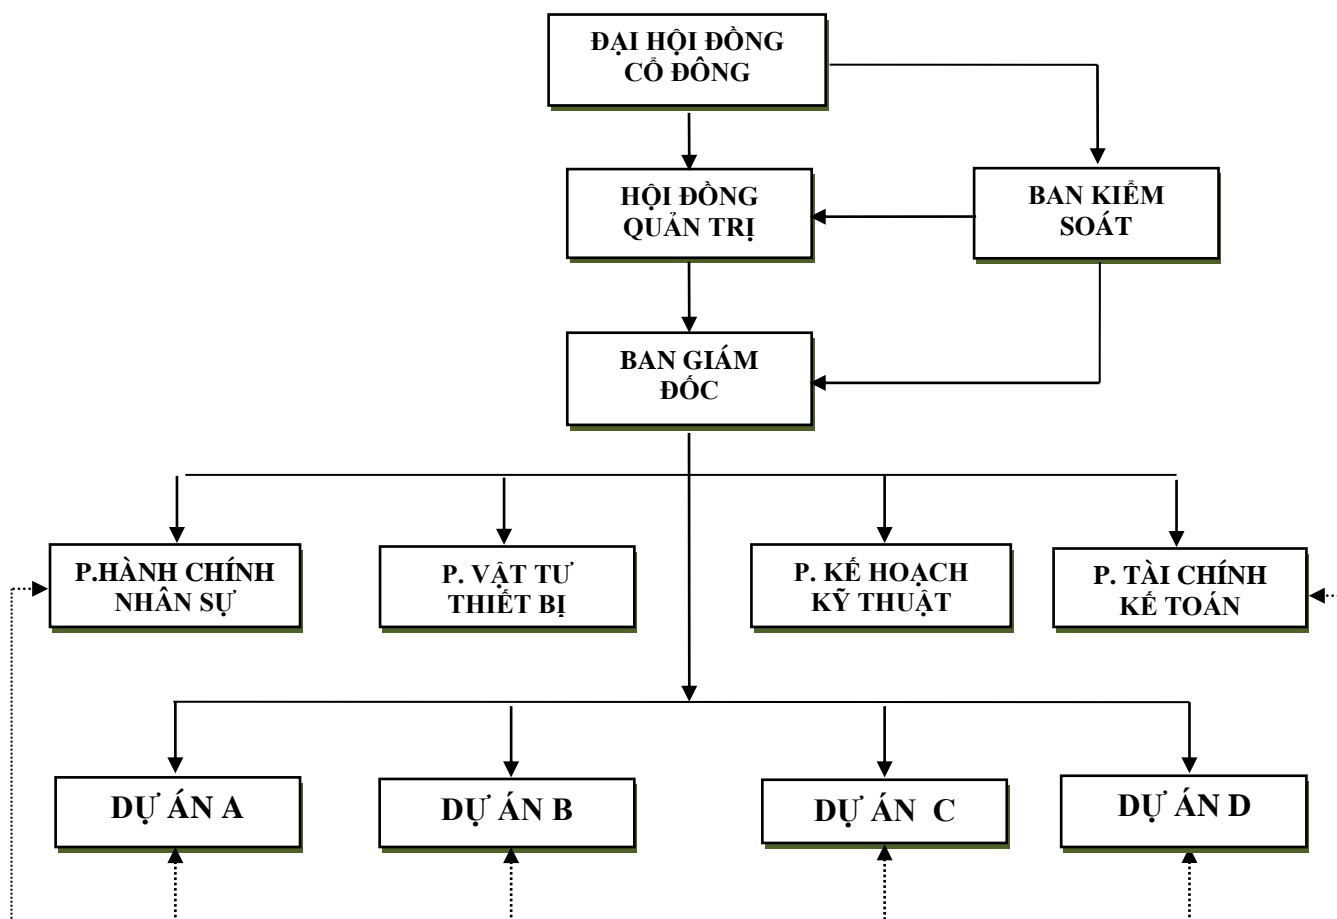 ĐẠI HỘI ĐỒNG
CỔ ĐÔNG
HỘI ĐỒNG
QUẢN TRỊ
BAN KIỂM
SOÁT
BAN GIÁM
ĐỐC
P.HÀNH CHÍNH
NHÂN SỰ
P. VẬT TƯ
THIẾT BỊ
P. KẾ HOẠCH
KỸ THUẬT
P. TÀI CHÍNH
KẾ TOÁN
DỰ ÁN A
DỰ ÁN B
DỰ ÁN C
DỰ ÁN D